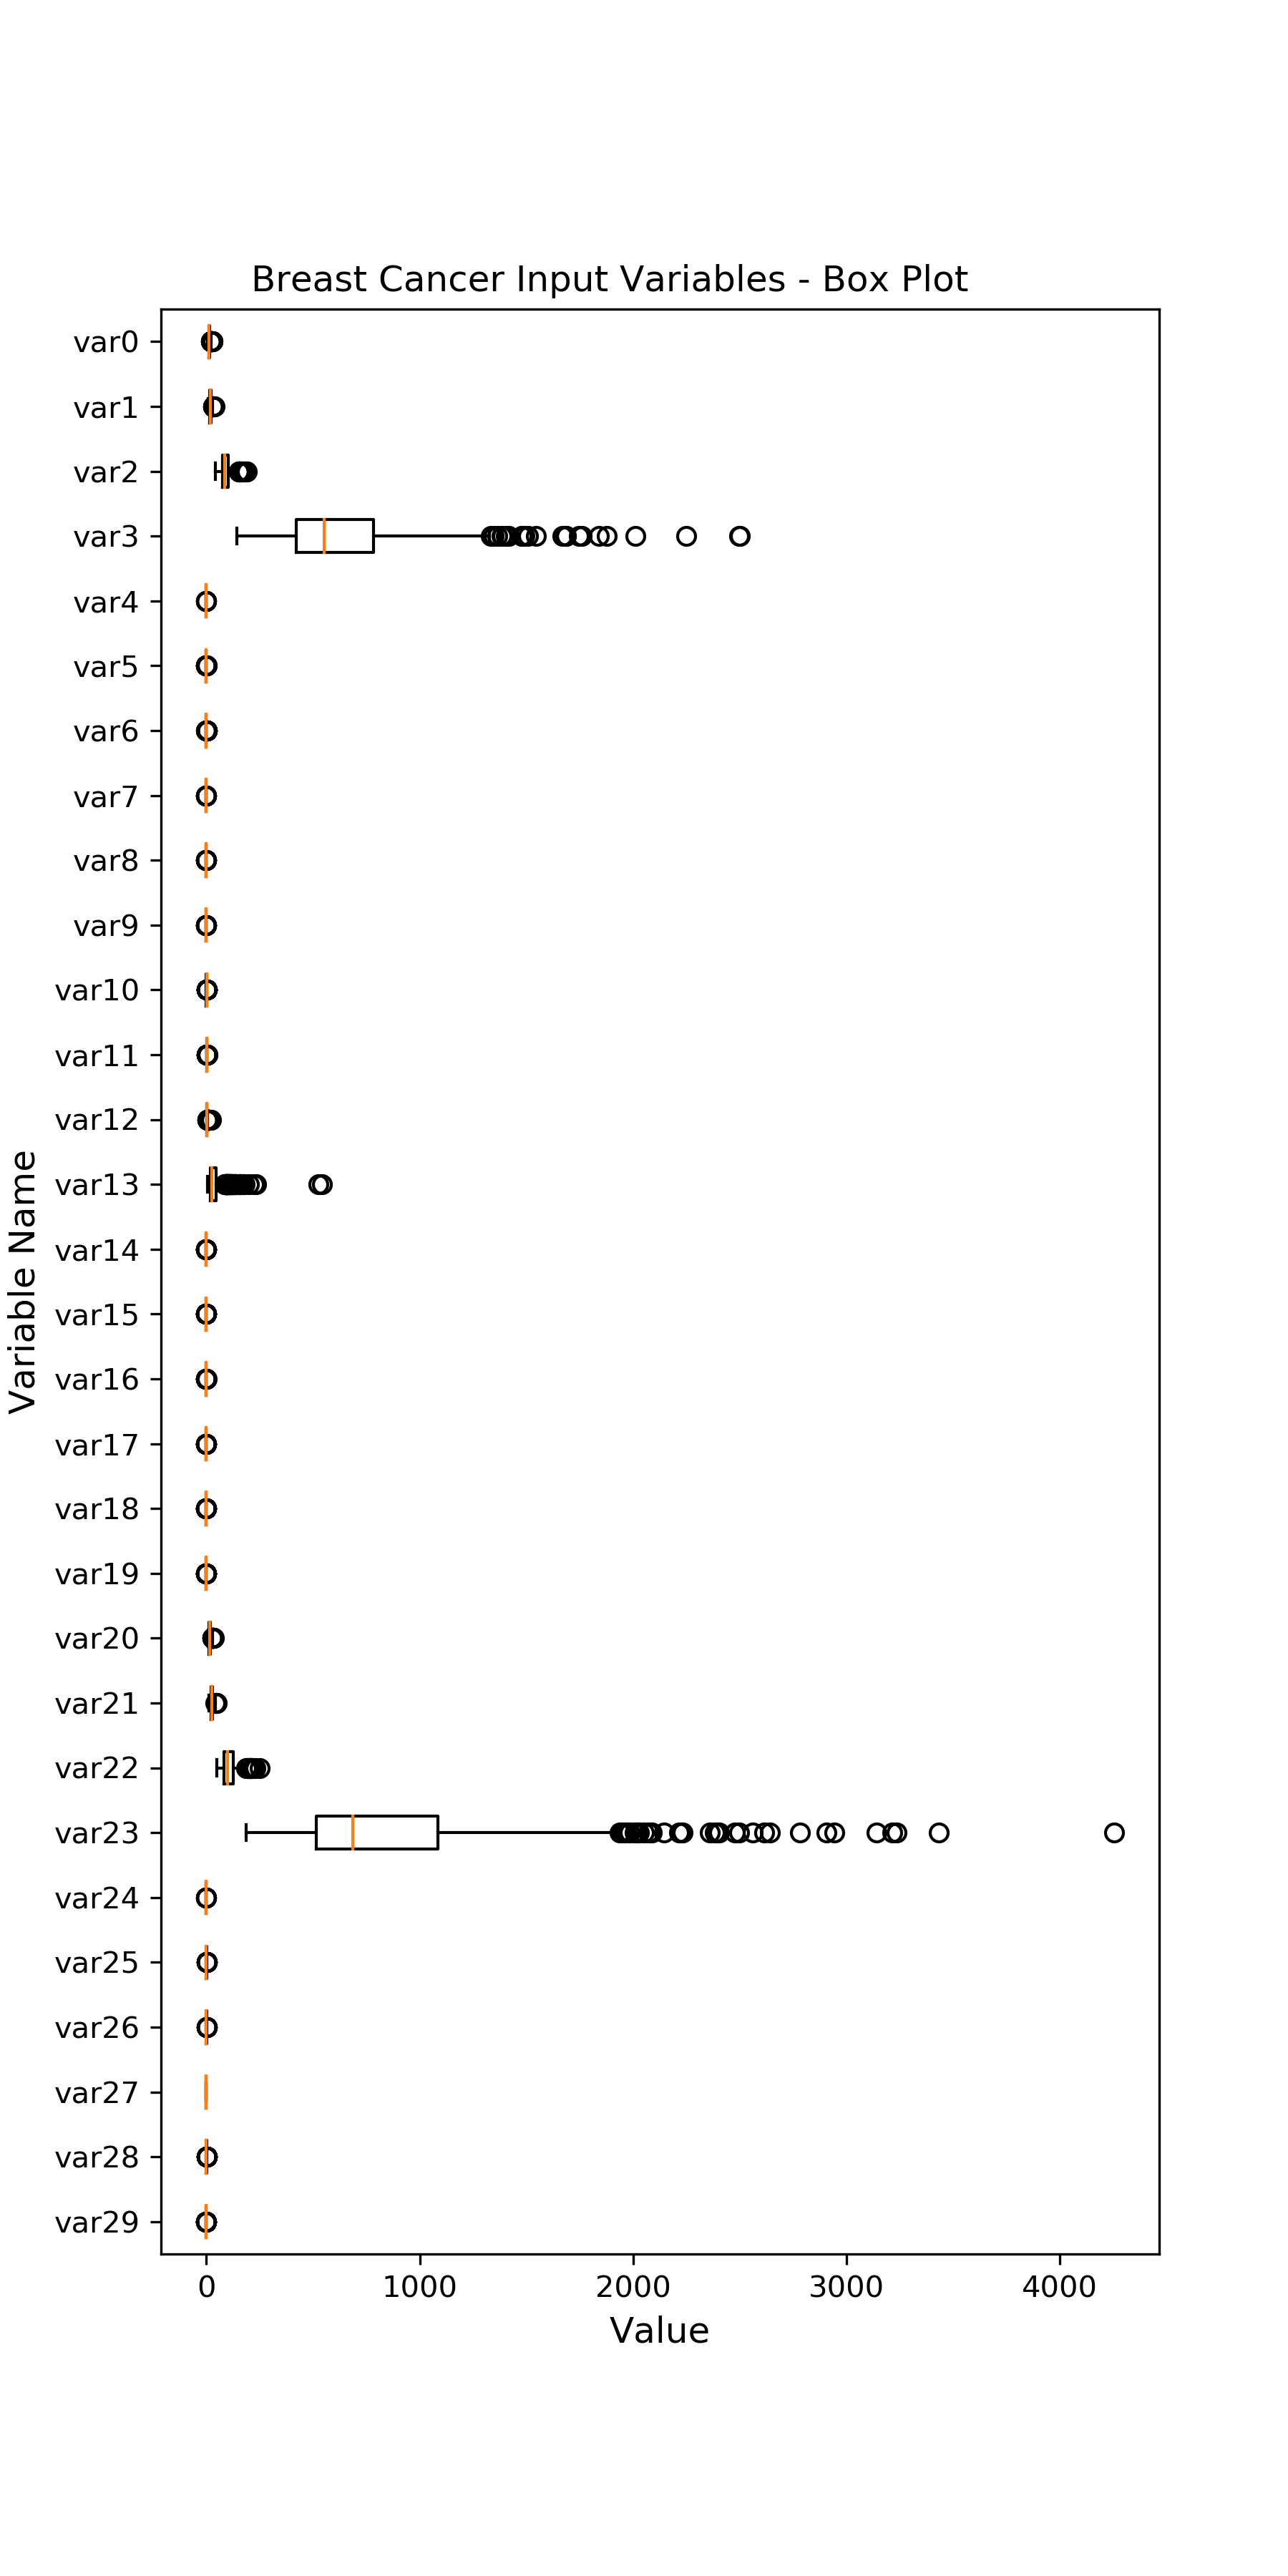 Breast Cancer Input Variables - Box Plot
var0
var1
var2
var3
var4
var5
var6
var7
var8
var9
var10
var11
var12
var13
var14
var15
var16
var17
var18
var19
var20
var21
var22
var23
var24
var25
var26
var27
var28
var29
Variable Name
0 1000 2000 3000 4000
Value